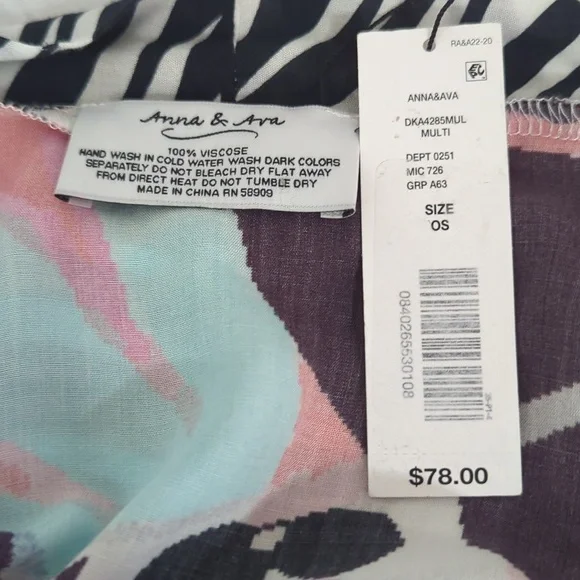 Anna & Ava
100% VISCOSE
HAND WASH IN COLD WATER WASH DARK COLORS
SEPARATELY DO NOT BLEACH DRY FLAT AWAY
FROM DIRECT HEAT DO NOT TUMBLE DRY
MADE IN CHINA RN 58909
RA&A22-20
ANNA&AVA
DKA4285MUL
MULTI
DEPT 0251
MIC 726
GRP A63
SIZE
OS
0840265530108
$78.00